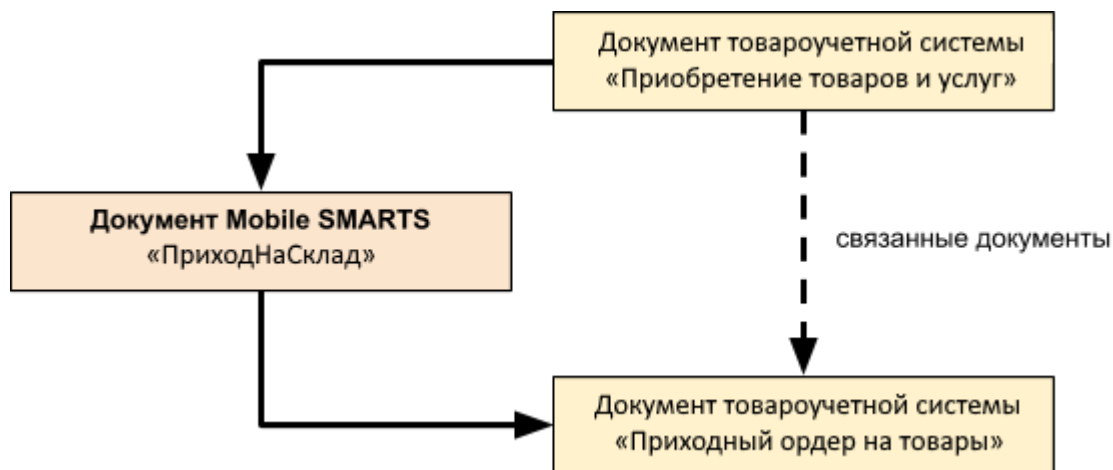 Документ товароучетной системы
«Приобретение товаров и услуг»
Документ Mobile SMARTS
«ПриходНаСклад»
связанные документы
Документ товароучетной системы
«Приходный ордер на товары»